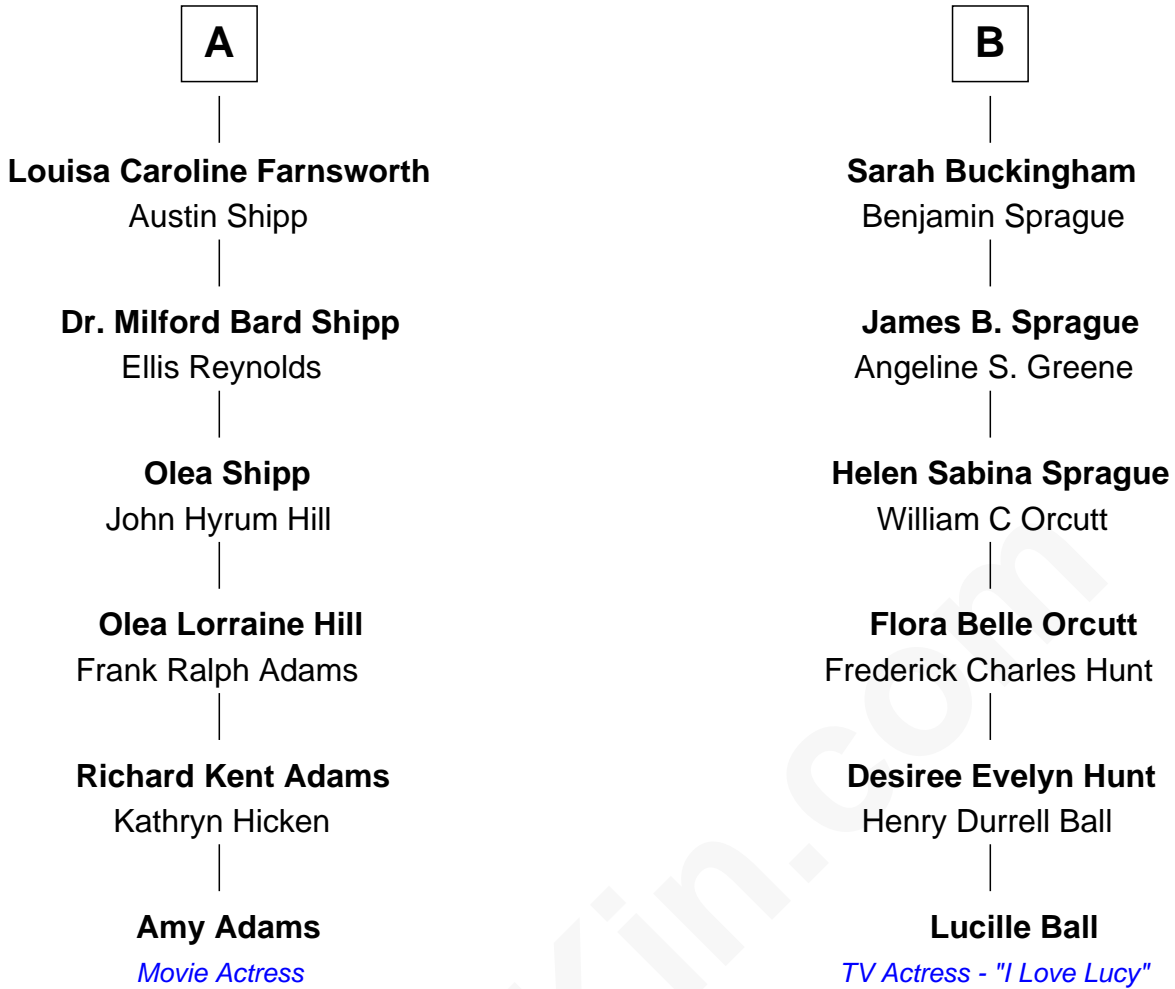 A
Louisa Caroline Farnsworth
Austin Shipp
Dr. Milford Bard Shipp
Ellis Reynolds
Olea Shipp
John Hyrum Hill
Olea Lorraine Hill
Frank Ralph Adams
Richard Kent Adams
Kathryn Hicken
Amy Adams
Movie Actress
B
Sarah Buckingham
Benjamin Sprague
James B. Sprague
Angeline S. Greene
Helen Sabina Sprague
William C Orcutt
Flora Belle Orcutt
Frederick Charles Hunt
Desiree Evelyn Hunt
Henry Durrell Ball
Lucille Ball
TV Actress - "I Love Lucy"
Kin.com